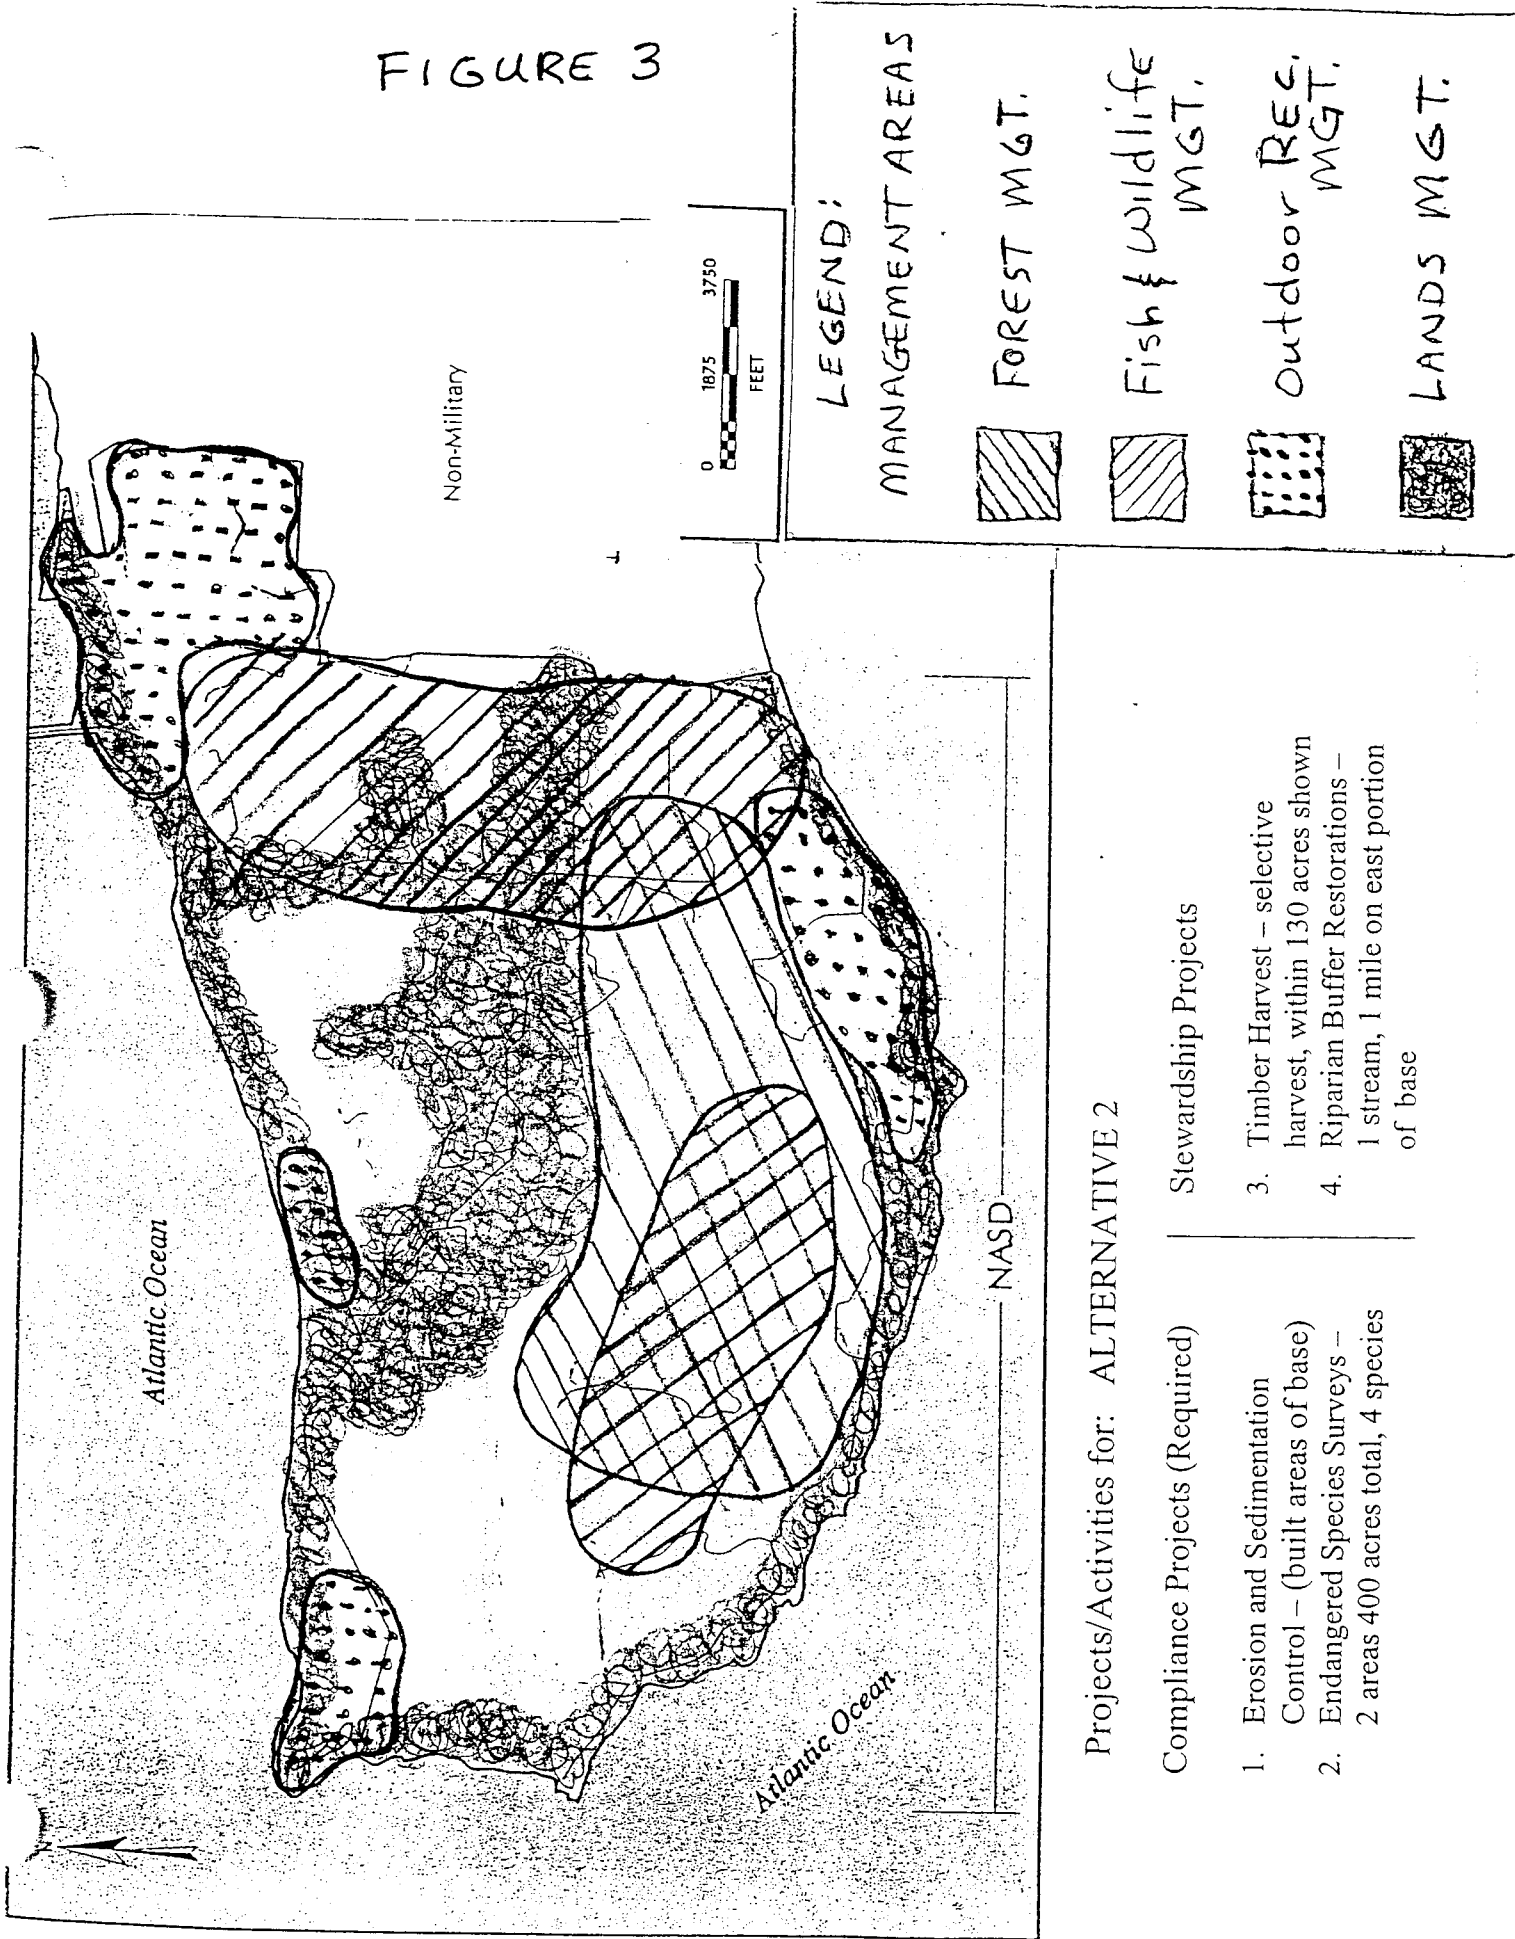 FIGURE 3
Atlantic Ocean
Non-Military
0 1875 3750
FEET
Atlantic Ocean
NASD
LEGEND:
MANAGEMENT AREAS
FOREST MGT.
Fish & Wildlife
MGT.
Outdoor REC.
MGT.
LANDS MGT.
Projects/Activities for: ALTERNATIVE 2
Compliance Projects (Required)
1. Erosion and Sedimentation
Control – (built areas of base)
2. Endangered Species Surveys –
2 areas 400 acres total, 4 species
Stewardship Projects
3. Timber Harvest – selective
harvest, within 130 acres shown
4. Riparian Buffer Restorations –
1 stream, 1 mile on east portion
of base